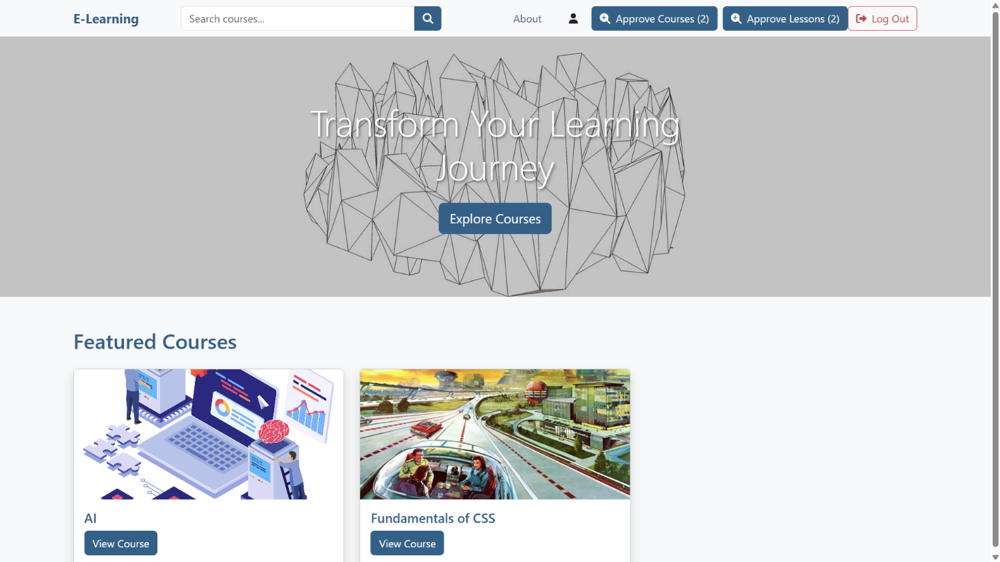 E-Learning
Search courses...
About
Approve Courses (2)
Approve Lessons (2)
Log Out
Transform Your Learning
Journey
Explore Courses
Featured Courses
AI
View Course
Fundamentals of CSS
View Course